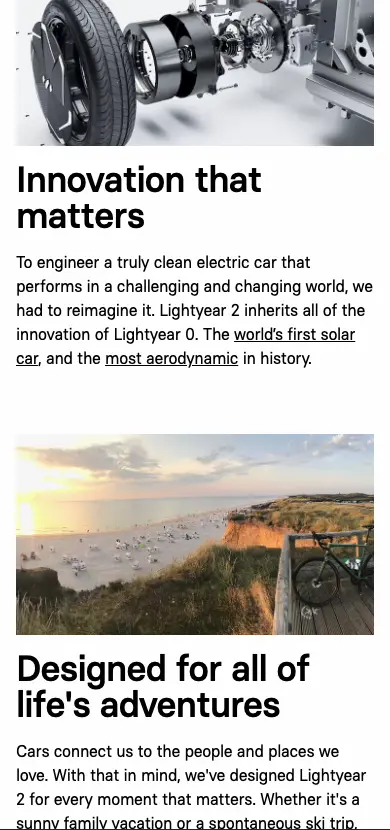 Innovation that
matters
To engineer a truly clean electric car that
performs in a challenging and changing world, we
had to reimagine it. Lightyear 2 inherits all of the
innovation of Lightyear 0. The world’s first solar
car, and the most aerodynamic in history.
Designed for all of
life's adventures
Cars connect us to the people and places we
love. With that in mind, we've designed Lightyear
2 for every moment that matters. Whether it's a
sunny family vacation or a spontaneous ski trip,